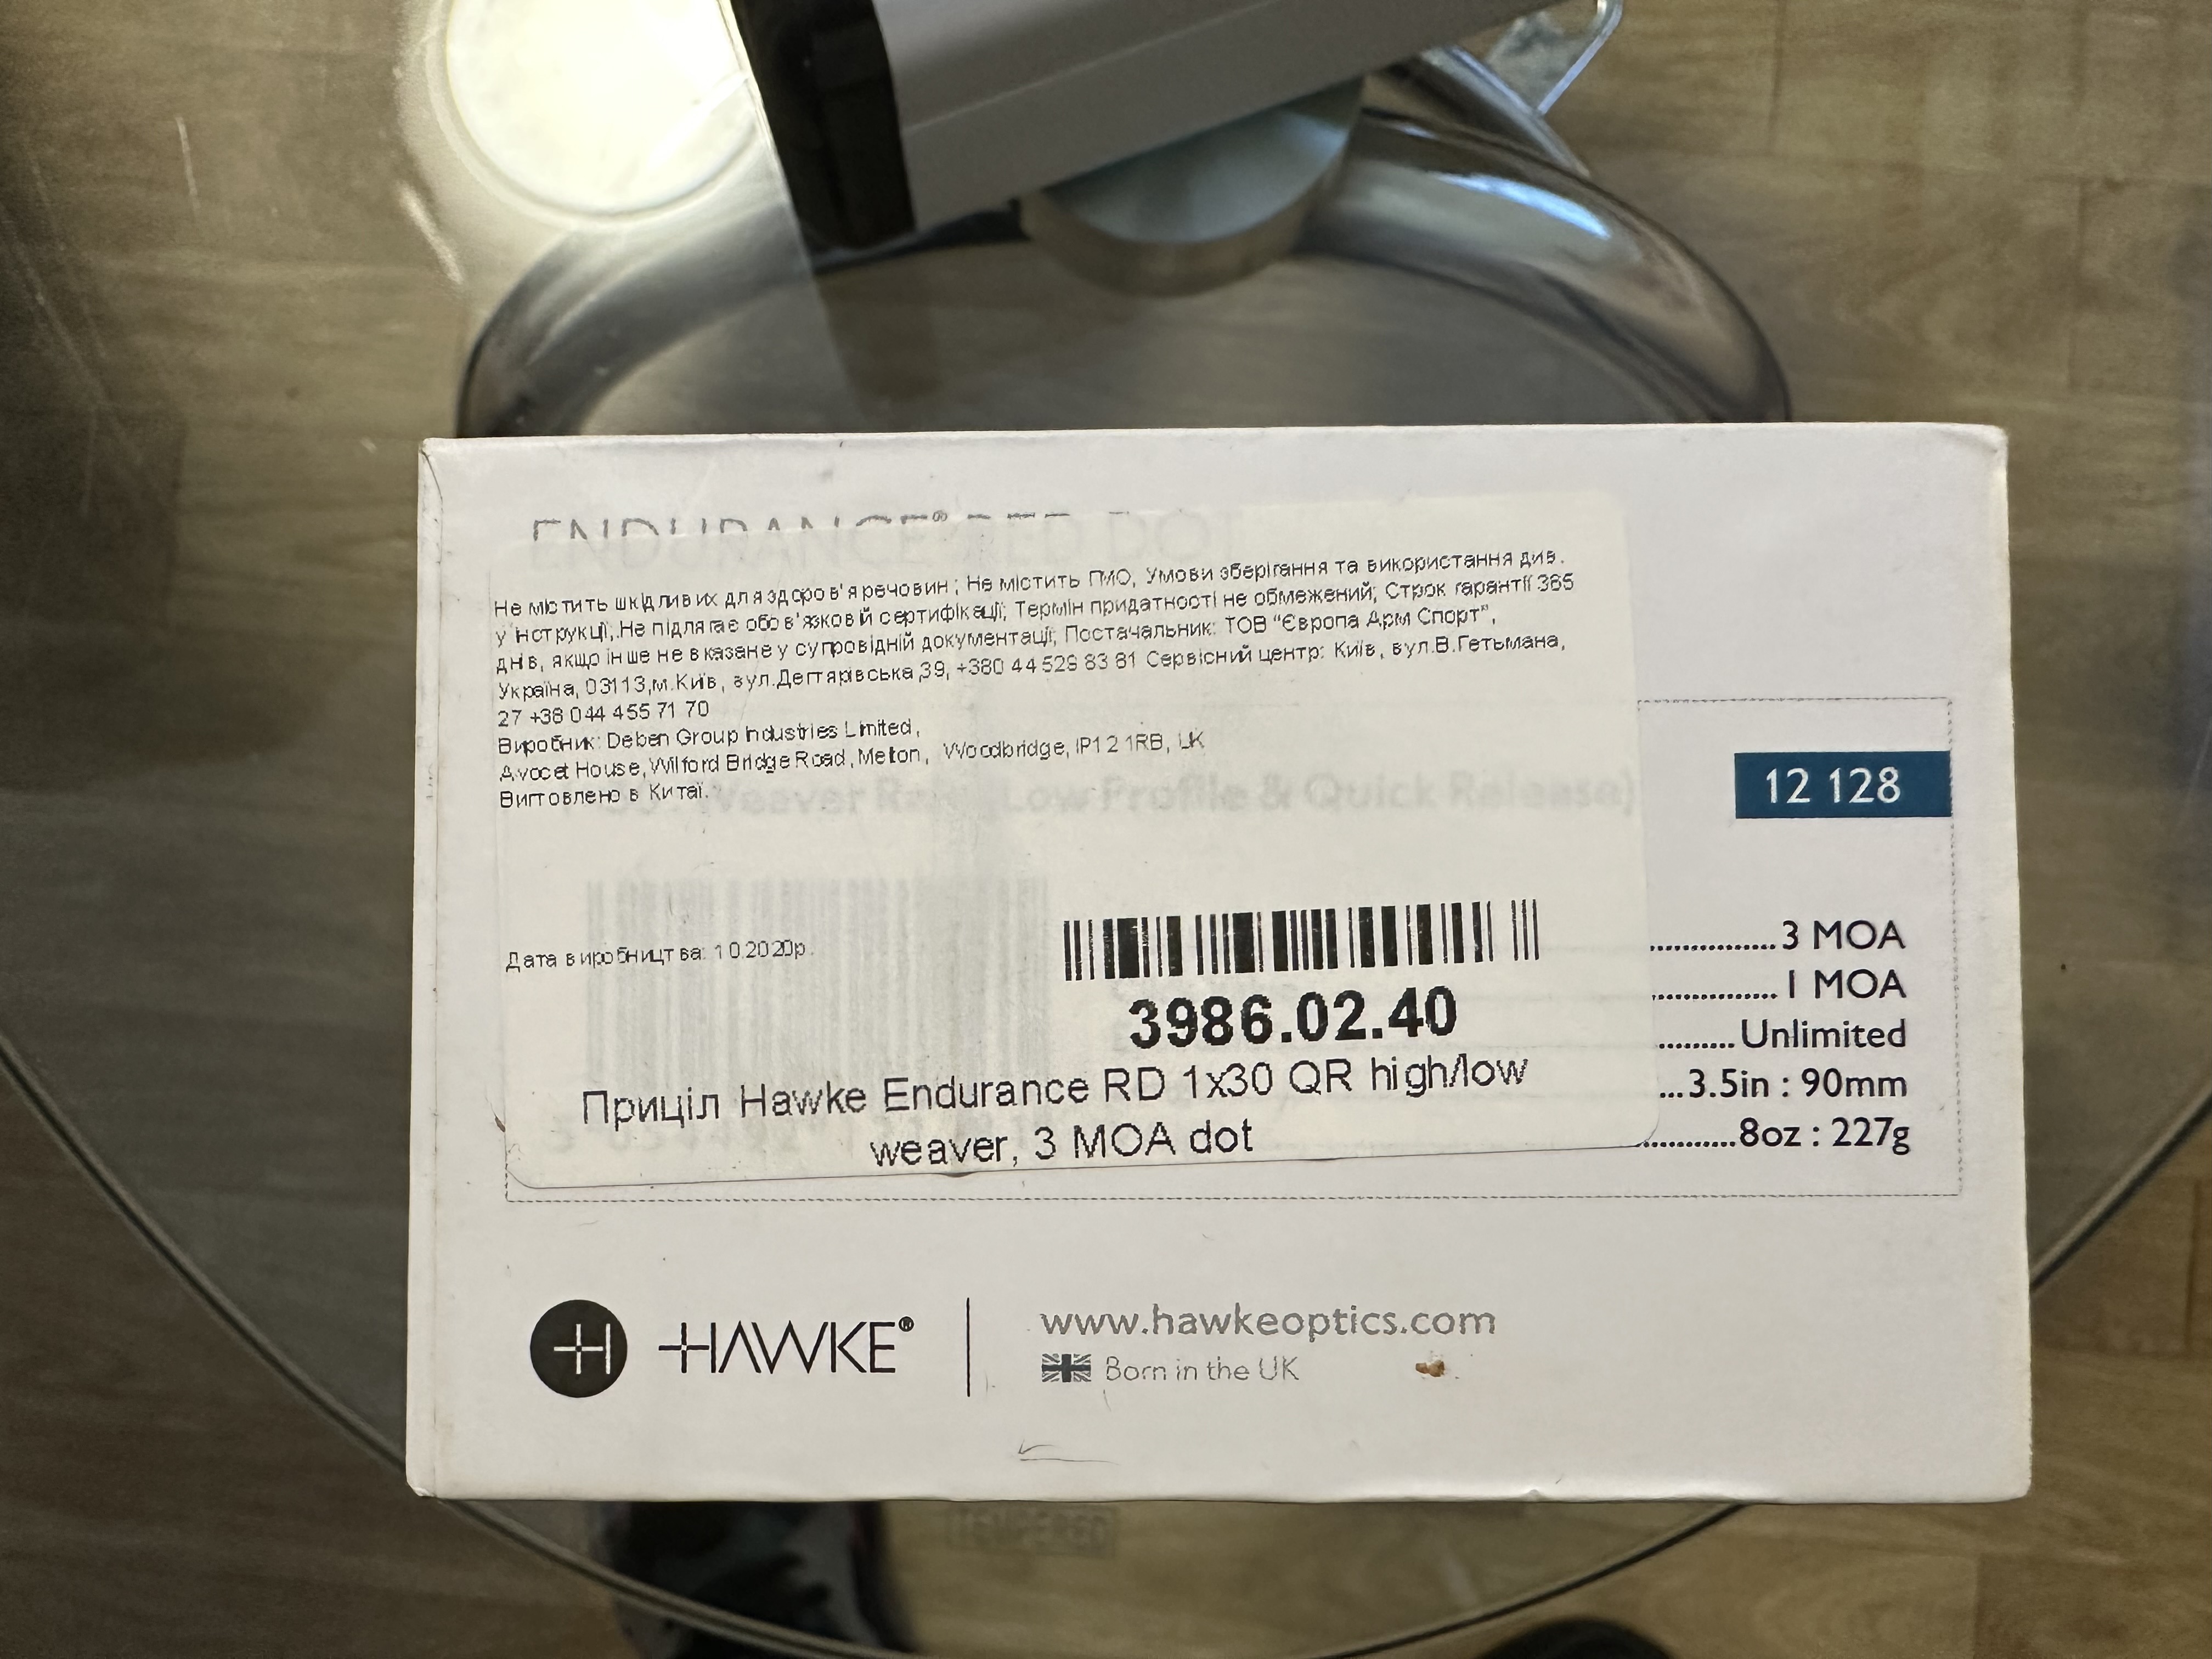 ENDURANCE® RED DOT
Не містить шкідливих для здоров'я речовин; Не містить ГМО, Умови зберігання та використання див.
у інструкції,.Не підлягає обов'язковій сертифікації; Термін придатності не обмежений; Строк гарантії 365
днів, якщо інше не вказане у супровідній документації; Постачальник: ТОВ "Європа Арм Спорт",
Україна, 03113,м.Київ, вул.Дегтярівська,39, +380 44 529 83 81 Сервісний центр: Київ, вул.В.Гетьмана,
27 +38 044 455 71 70
Виробник: Deben Group Industries Limited,
Avocet House, Wilford Bridge Road, Melton, Woodbridge, IP12 1RB, UK
Виготовлено в Китаї.
Weaver Rail (Low Profile & Quick Release)
12 128
Дата виробництва: 10.2020р.
3986.02.40
Приціл Hawke Endurance RD 1x30 QR high/low
weaver, 3 MOA dot
3 MOA
1 MOA
Unlimited
3.5in : 90mm
8oz : 227g
HAWKE®
www.hawkeoptics.com
Born in the UK
TEMPERED